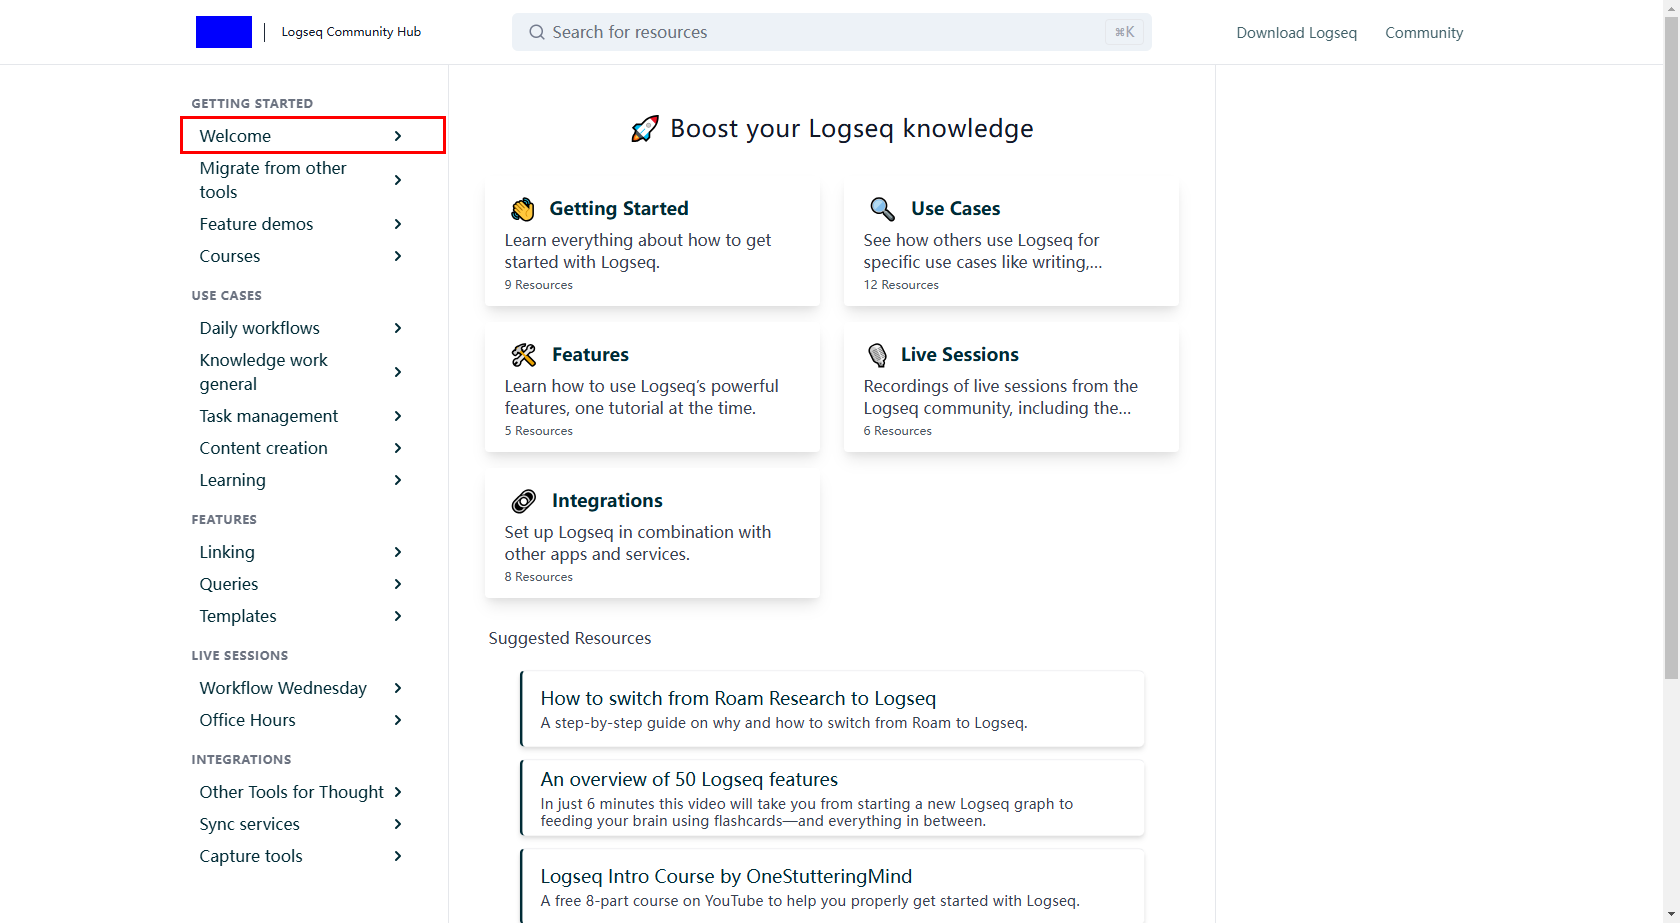 Logseq Community Hub
Search for resources
⌘K
Download Logseq
Community
GETTING STARTED
Welcome
Migrate from other
tools
Feature demos
Courses
USE CASES
Daily workflows
Knowledge work
general
Task management
Content creation
Learning
FEATURES
Linking
Queries
Templates
LIVE SESSIONS
Workflow Wednesday
Office Hours
INTEGRATIONS
Other Tools for Thought
Sync services
Capture tools
🚀 Boost your Logseq knowledge
Getting Started
Learn everything about how to get
started with Logseq.
9 Resources
Use Cases
See how others use Logseq for
specific use cases like writing,...
12 Resources
Features
Learn how to use Logseq’s powerful
features, one tutorial at the time.
5 Resources
Live Sessions
Recordings of live sessions from the
Logseq community, including the...
6 Resources
Integrations
Set up Logseq in combination with
other apps and services.
8 Resources
Suggested Resources
How to switch from Roam Research to Logseq
A step-by-step guide on why and how to switch from Roam to Logseq.
An overview of 50 Logseq features
In just 6 minutes this video will take you from starting a new Logseq graph to
feeding your brain using flashcards—and everything in between.
Logseq Intro Course by OneStutteringMind
A free 8-part course on YouTube to help you properly get started with Logseq.